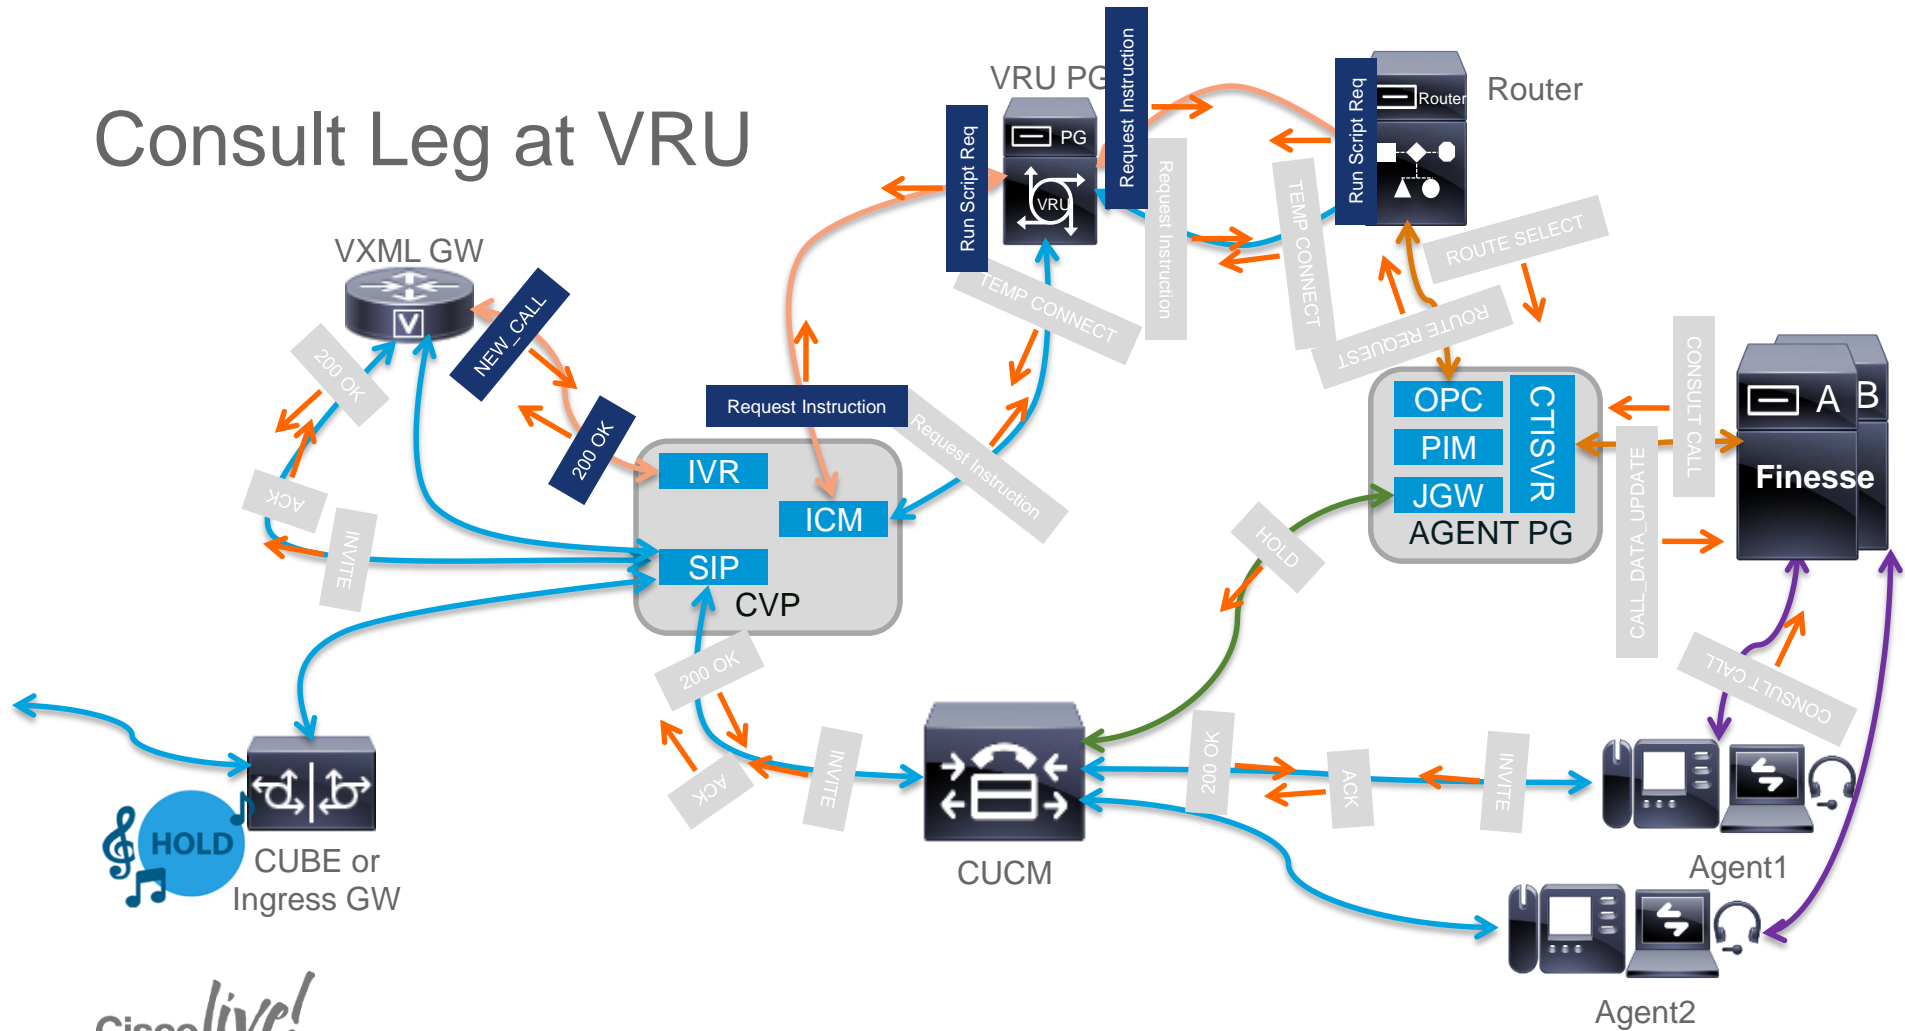 Consult Leg at VRU
VRU PG
Router
Request Instruction
Run Script Req
Router
PG
VRU
Run Script Req
Request Instruction
TEMP CONNECT
ROUTE SELECT
TEMP CONNECT
ROUTE REQUEST
VXML GW
V
NEW_CALL
200 OK
200 OK
ACK
INVITE
Request Instruction
Request Instruction
IVR
ICM
SIP
CVP
OPC
PIM
JGW
CTISVR
AGENT PG
CONSULT CALL
CALL_DATA_UPDATE
A
B
Finesse
HOLD
CONSULT CALL
200 OK
ACK
INVITE
200 OK
ACK
INVITE
HOLD
CUBE or
Ingress GW
CUCM
Agent1
Agent2
Cisco live!